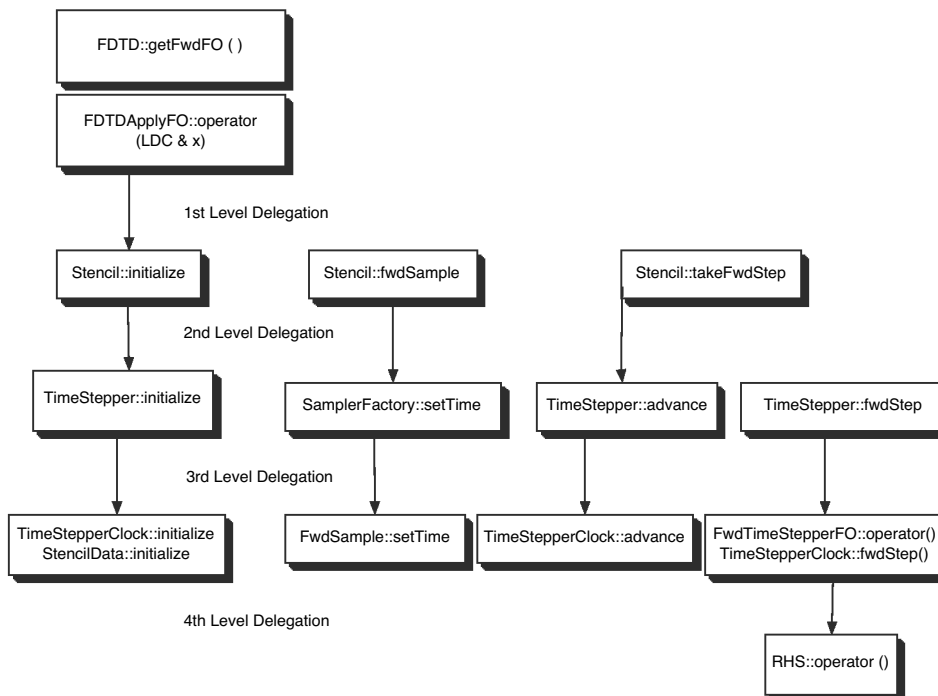 FDTD::getFwdFO ( )
FDTDApplyFO::operator
(LDC & x)
1st Level Delegation
Stencil::initialize
Stencil::fwdSample
Stencil::takeFwdStep
2nd Level Delegation
TimeStepper::initialize
SamplerFactory::setTime
TimeStepper::advance
TimeStepper::fwdStep
3rd Level Delegation
TimeStepperClock::initialize
StencilData::initialize
FwdSample::setTime
TimeStepperClock::advance
FwdTimeStepperFO::operator()
TimeStepperClock::fwdStep()
4th Level Delegation
RHS::operator ()